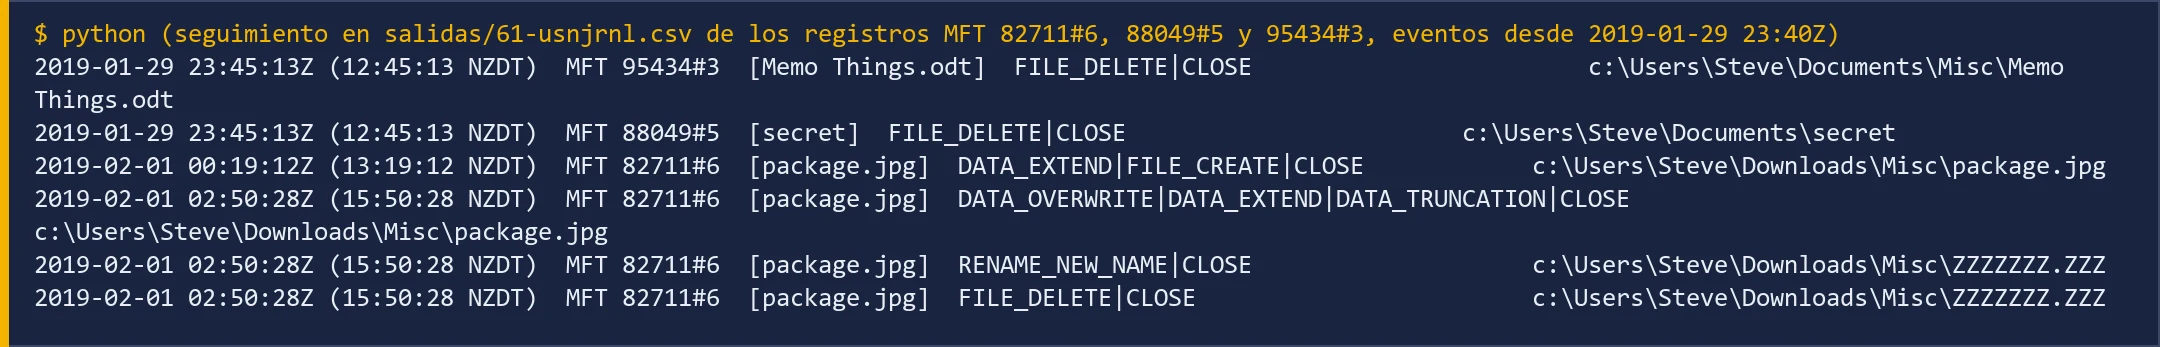 $ python (seguimiento en salidas/61-usnjrnl.csv de los registros MFT 82711#6, 88049#5 y 95434#3, eventos desde 2019-01-29 23:40Z)
2019-01-29 23:45:13Z (12:45:13 NZDT)  MFT 95434#3  [Memo Things.odt]  FILE_DELETE|CLOSE                        c:\Users\Steve\Documents\Misc\Memo
Things.odt
2019-01-29 23:45:13Z (12:45:13 NZDT)  MFT 88049#5  [secret]  FILE_DELETE|CLOSE                        c:\Users\Steve\Documents\secret
2019-02-01 00:19:12Z (13:19:12 NZDT)  MFT 82711#6  [package.jpg]  DATA_EXTEND|FILE_CREATE|CLOSE            c:\Users\Steve\Downloads\Misc\package.jpg
2019-02-01 02:50:28Z (15:50:28 NZDT)  MFT 82711#6  [package.jpg]  DATA_OVERWRITE|DATA_EXTEND|DATA_TRUNCATION|CLOSE
c:\Users\Steve\Downloads\Misc\package.jpg
2019-02-01 02:50:28Z (15:50:28 NZDT)  MFT 82711#6  [package.jpg]  RENAME_NEW_NAME|CLOSE                    c:\Users\Steve\Downloads\Misc\ZZZZZZZ.ZZZ
2019-02-01 02:50:28Z (15:50:28 NZDT)  MFT 82711#6  [package.jpg]  FILE_DELETE|CLOSE                        c:\Users\Steve\Downloads\Misc\ZZZZZZZ.ZZZ